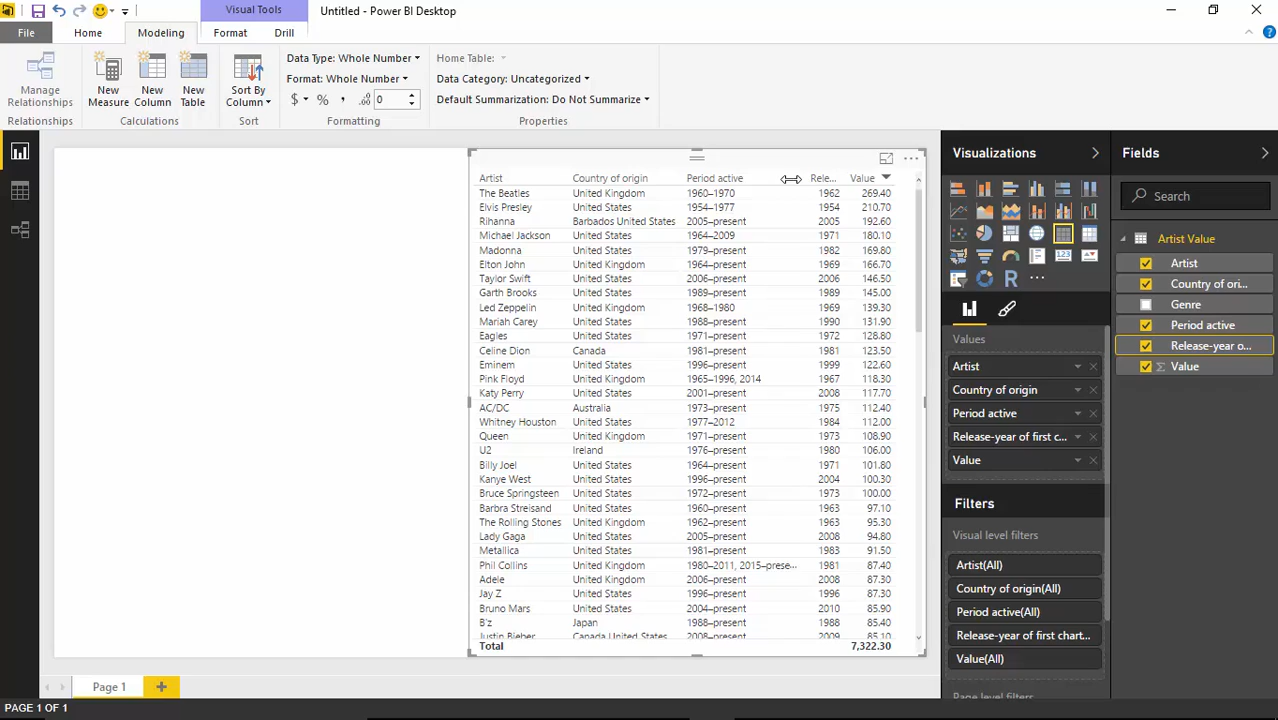 Visual Tools
Untitled - Power BI Desktop
File
Home
Modeling
Format
Drill
Manage
Relationships
New
Measure
New
Column
New
Table
Sort By
Column
Data Type: Whole Number
Format: Whole Number
$ % , .00 0
Home Table:
Data Category: Uncategorized
Default Summarization: Do Not Summarize
Relationships
Calculations
Sort
Formatting
Properties
Artist Country of origin Period active Rele... Value
The Beatles United Kingdom 1960–1970 1962 269.40
Elvis Presley United States 1954–1977 1954 210.70
Rihanna Barbados United States 2005–present 2005 192.60
Michael Jackson United States 1964–2009 1971 180.10
Madonna United States 1979–present 1982 169.80
Elton John United Kingdom 1964–present 1969 166.70
Taylor Swift United States 2006–present 2006 146.50
Garth Brooks United States 1989–present 1989 145.00
Led Zeppelin United Kingdom 1968–1980 1969 139.30
Mariah Carey United States 1988–present 1990 131.90
Eagles United States 1971–present 1972 128.80
Celine Dion Canada 1981–present 1981 123.50
Eminem United States 1996–present 1999 122.60
Pink Floyd United Kingdom 1965–1996, 2014 1967 118.30
Katy Perry United States 2001–present 2008 117.70
AC/DC Australia 1973–present 1975 112.40
Whitney Houston United States 1977–2012 1984 112.00
Queen United Kingdom 1971–present 1973 108.90
U2 Ireland 1976–present 1980 106.00
Billy Joel United States 1964–present 1971 101.80
Kanye West United States 1996–present 2004 100.30
Bruce Springsteen United States 1972–present 1973 100.00
Barbra Streisand United States 1960–present 1963 97.10
The Rolling Stones United Kingdom 1962–present 1963 95.30
Lady Gaga United States 2005–present 2008 94.80
Metallica United States 1981–present 1983 91.50
Phil Collins United Kingdom 1980–2011, 2015–prese... 1981 87.40
Adele United Kingdom 2006–present 2008 87.30
Jay Z United States 1996–present 1996 87.30
Bruno Mars United States 2004–present 2010 85.90
B'z Japan 1988–present 1988 85.40
Justin Bieber Canada United States 2008–present 2009 85.10
Total 7,322.30
Visualizations
123
R
Values
Artist
Country of origin
Period active
Release-year of first c...
Value
Filters
Visual level filters
Artist(All)
Country of origin(All)
Period active(All)
Release-year of first chart...
Value(All)
Page level filters
Fields
Search
Artist Value
Artist
Country of ori...
Genre
Period active
Release-year o...
Σ Value
Page 1
PAGE 1 OF 1